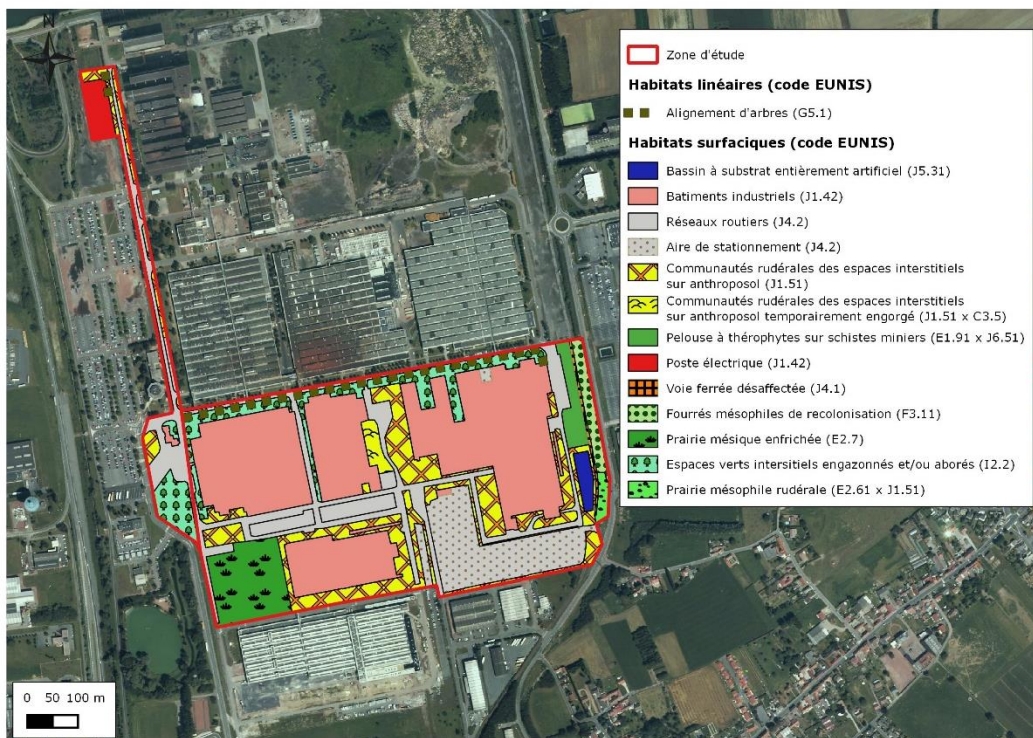 N
Zone d'étude
Habitats linéaires (code EUNIS)
Alignement d'arbres (G5.1)
Habitats surfaciques (code EUNIS)
Bassin à substrat entièrement artificiel (J5.31)
Batiments industriels (J1.42)
Réseaux routiers (J4.2)
Aire de stationnement (J4.2)
Communautés rudérales des espaces interstitiels
sur anthroposol (J1.51)
Communautés rudérales des espaces interstitiels
sur anthroposol temporairement engorgé (J1.51 x C3.5)
Pelouse à thérophytes sur schistes miniers (E1.91 x J6.51)
Poste électrique (J1.42)
Voie ferrée désaffectée (J4.1)
Fourrés mésophiles de recolonisation (F3.11)
Prairie mésique enfrichée (E2.7)
Espaces verts intersitiels engazonnés et/ou aborés (I2.2)
Prairie mésophile rudérale (E2.61 x J1.51)
0 50 100 m